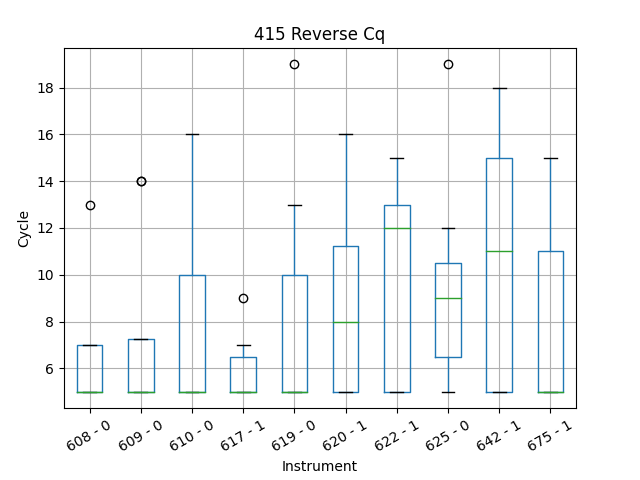 415 Reverse Cq
18
16
14
12
10
8
6
Cycle
608 - 0
609 - 0
610 - 0
617 - 1
619 - 0
620 - 1
622 - 1
625 - 0
642 - 1
675 - 1
Instrument